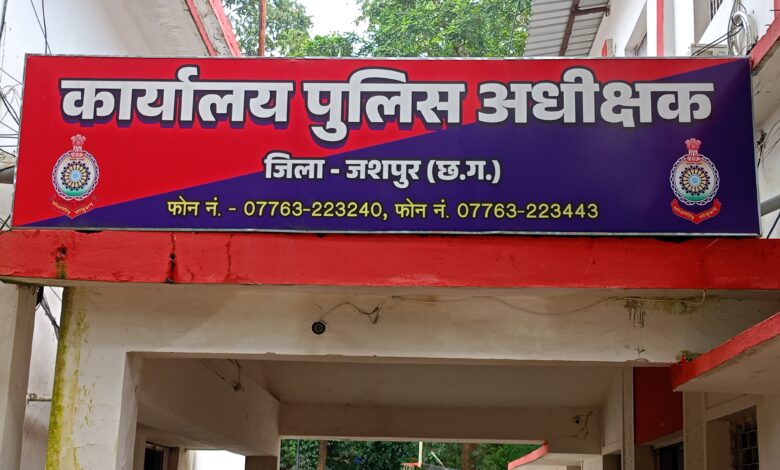 कार्यालय पुलिस अधीक्षक
जिला - जशपुर (छ.ग.)
फोन नं. - 07763-223240, फोन नं. 07763-223443